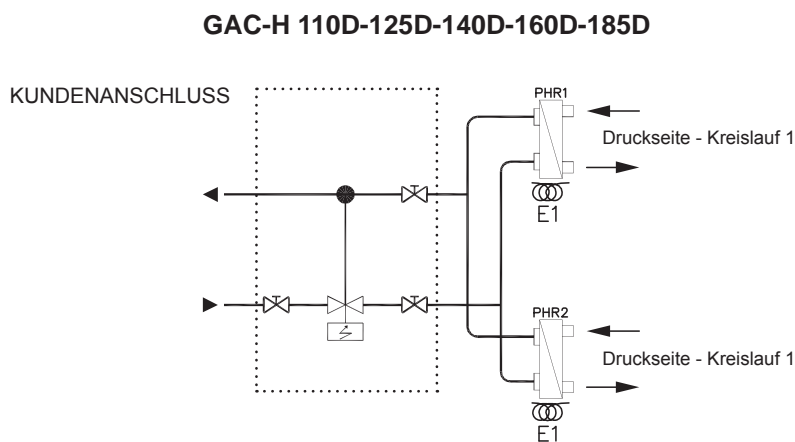 GAC-H 110D-125D-140D-160D-185D
KUNDENANSCHLUSS
PHR1
Druckseite - Kreislauf 1
E1
PHR2
Druckseite - Kreislauf 1
E1